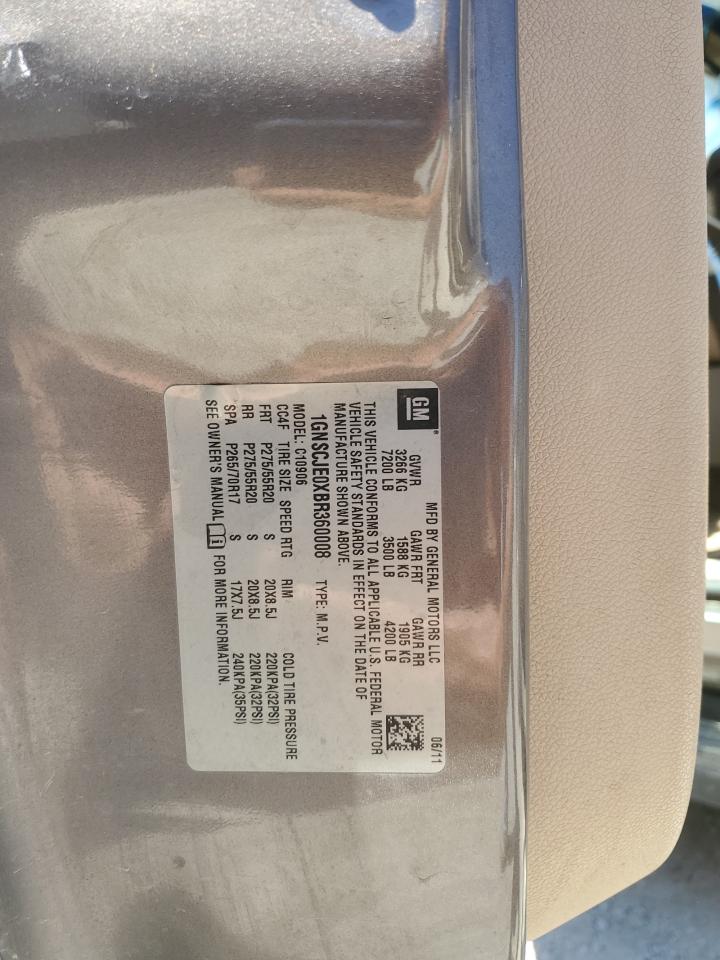 GM®
MFD BY GENERAL MOTORS LLC 06/11
GVWR GAWR FRT GAWR RR
3266 KG 1588 KG 1905 KG
7200 LB 3500 LB 4200 LB
THIS VEHICLE CONFORMS TO ALL APPLICABLE U.S. FEDERAL MOTOR
VEHICLE SAFETY STANDARDS IN EFFECT ON THE DATE OF
MANUFACTURE SHOWN ABOVE.
1GNSCJE0XBR360008 TYPE: M.P.V.
MODEL: C10906
CC4F TIRE SIZE SPEED RTG RIM COLD TIRE PRESSURE
FRT P275/55R20 S 20X8.5J 220KPA(32PSI)
RR P275/55R20 S 20X8.5J 220KPA(32PSI)
SPA P265/70R17 S 17X7.5J 240KPA(35PSI)
SEE OWNER'S MANUAL FOR MORE INFORMATION.